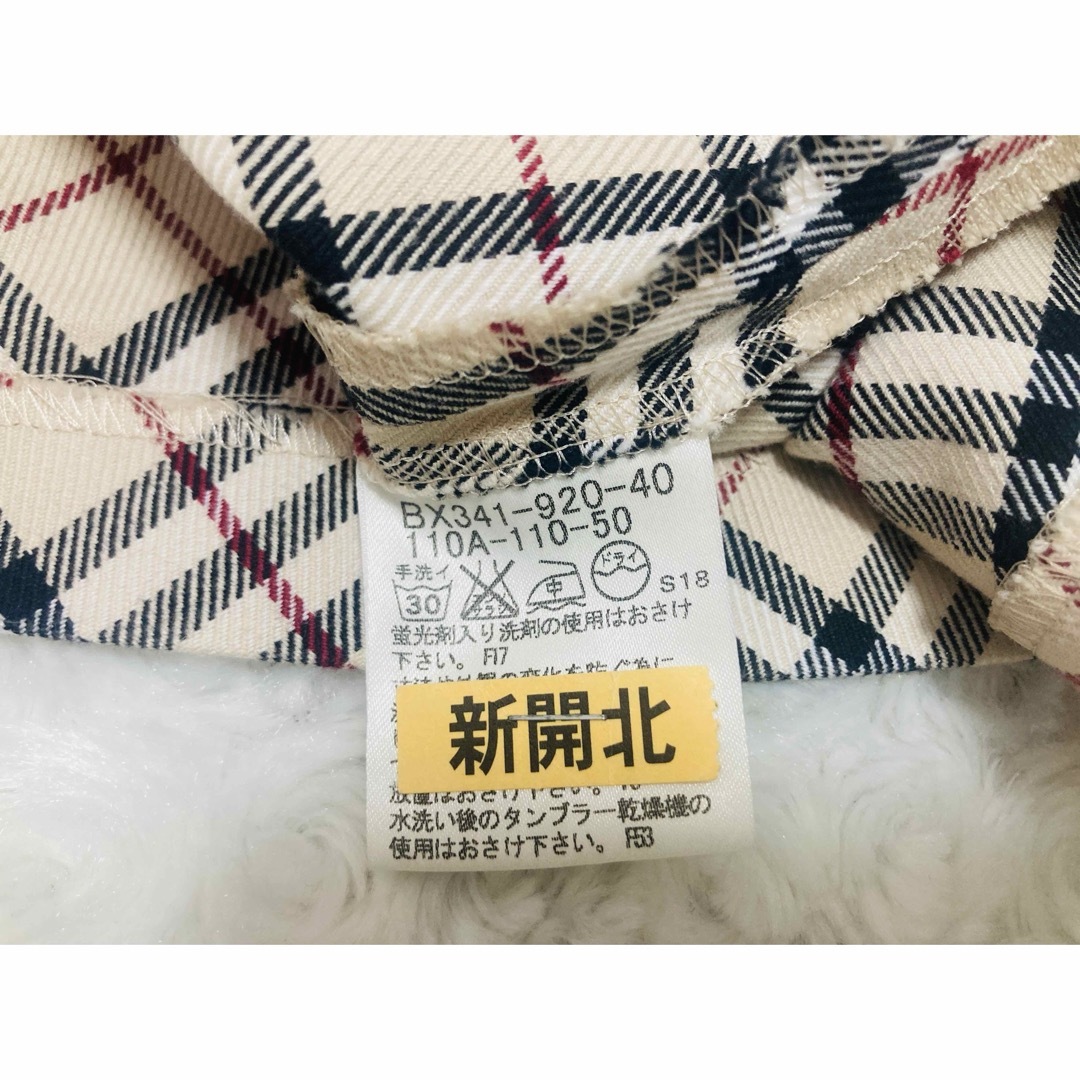 BX341-920-40
110A-110-50
手洗イ
30
中
ドライ
S18
蛍光剤入り洗剤の使用はおさけ
下さい。 F17
新開北
放置はおさけ下さい。
水洗い後のタンブラー乾燥機の
使用はおさけ下さい。 F53